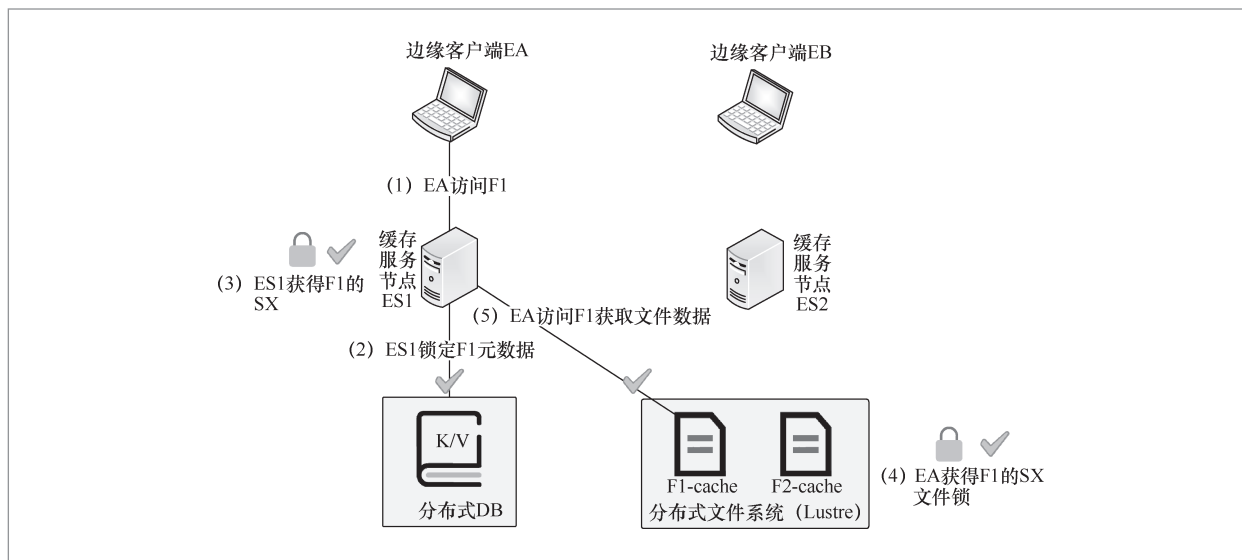 边缘客户端EA
边缘客户端EB
（1）EA访问F1
缓存
服务
节点
ES1
缓存
服务
节点
ES2
（3）ES1获得F1的
SX
（5）EA访问F1获取文件数据
（2）ES1锁定F1元数据
K/V
分布式DB
F1-cache
F2-cache
分布式文件系统（Lustre）
（4）EA获得F1的SX
文件锁